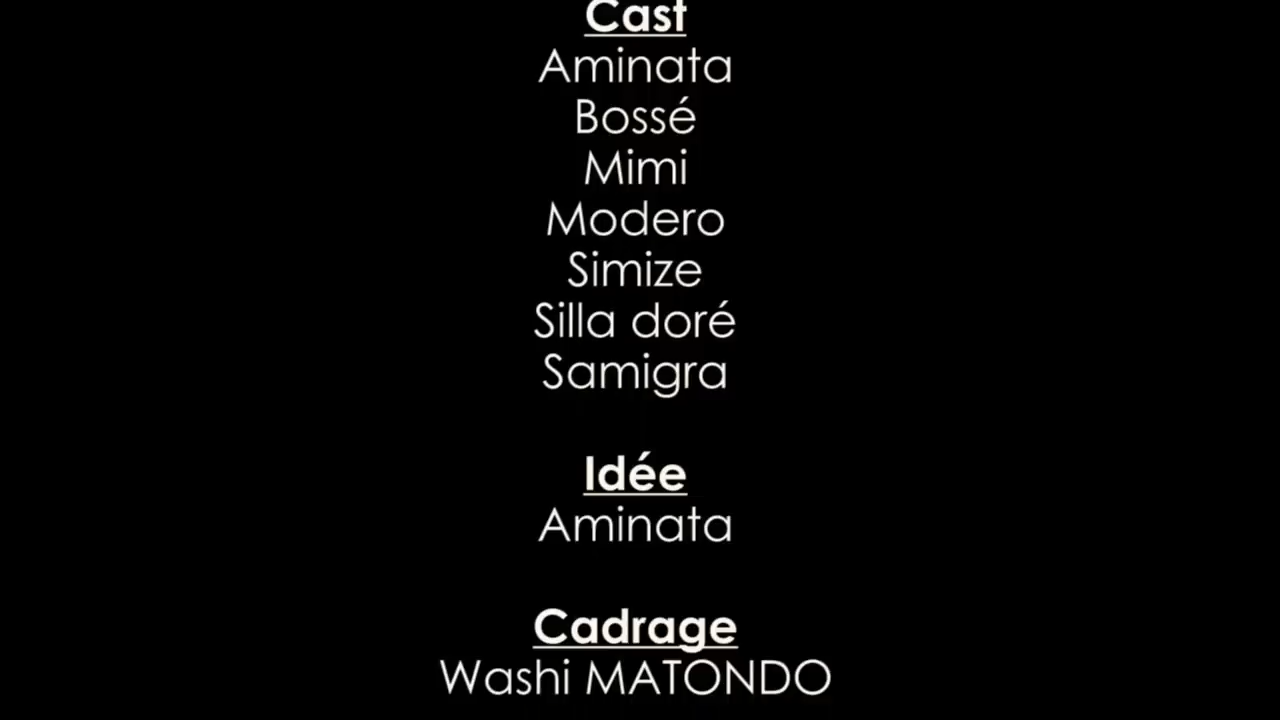 Cast
Aminata
Bossé
Mimi
Modero
Simize
Silla doré
Samigra
Idée
Aminata
Cadrage
Washi MATONDO